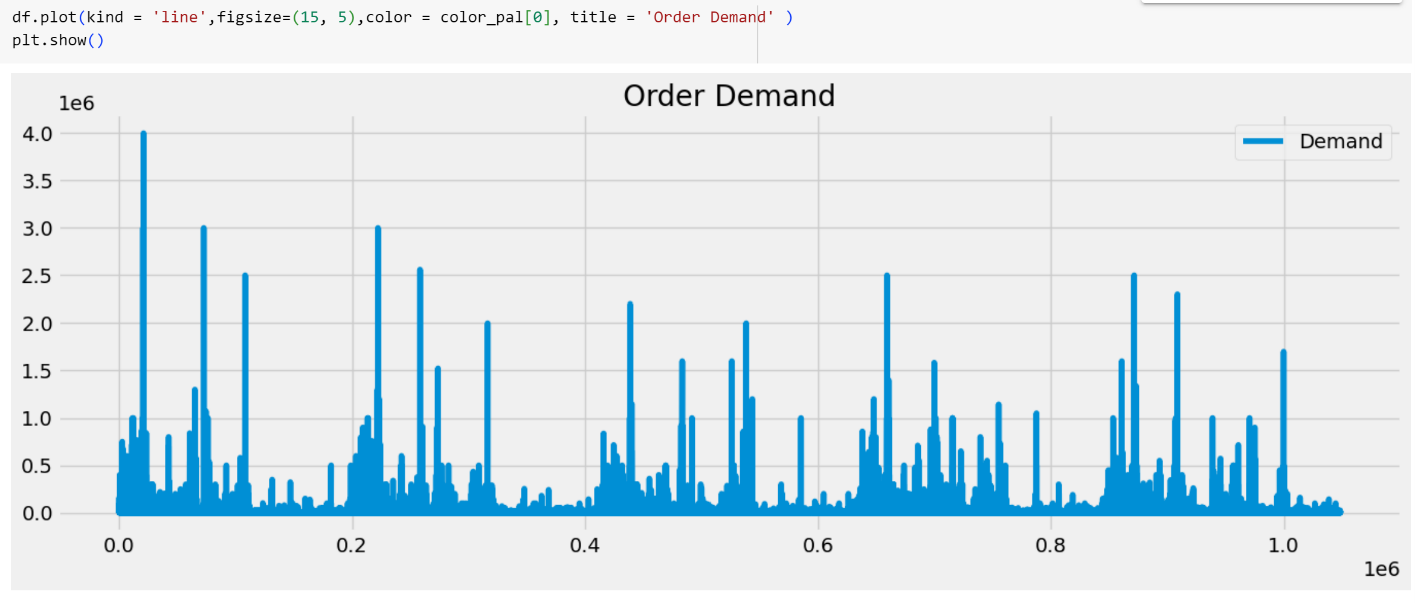 df.plot(kind = 'line',figsize=(15, 5),color = color_pal[0], title = 'Order Demand' )
plt.show()
Order Demand
1e6
Demand
4.0
3.5
3.0
2.5
2.0
1.5
1.0
0.5
0.0
0.0 0.2 0.4 0.6 0.8 1.0
1e6